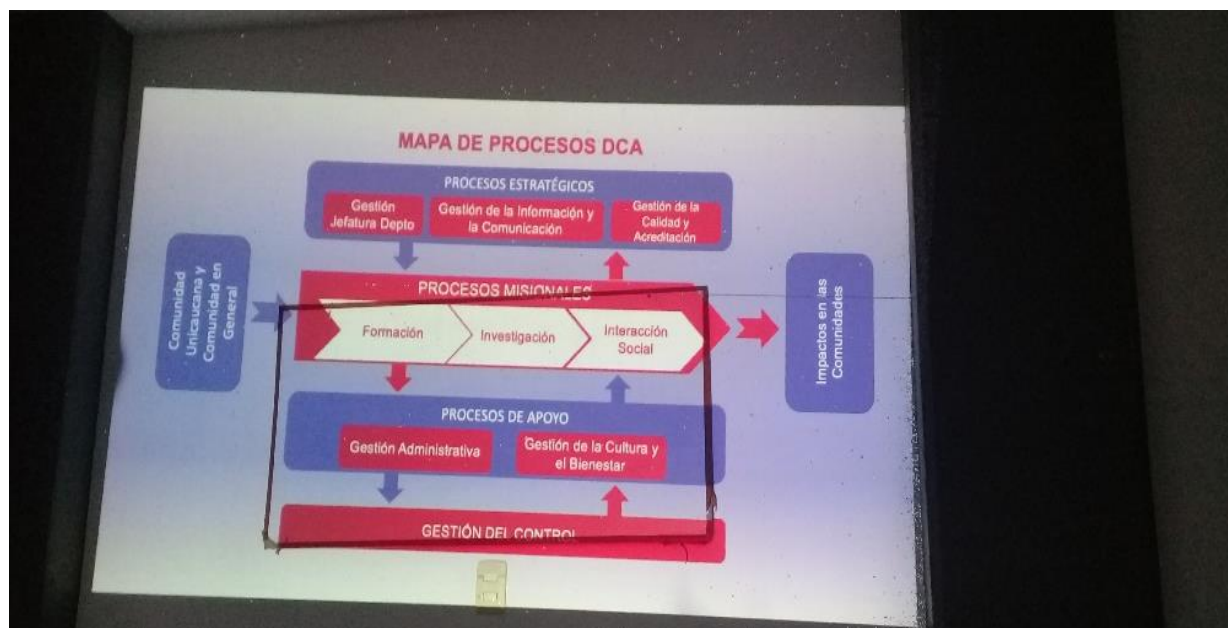 MAPA DE PROCESOS DCA
PROCESOS ESTRATÉGICOS
Gestión
Jefatura Depto
Gestión de la Información y
la Comunicación
Gestión de la
Calidad y
Acreditación
Comunidad
Unicaucana y
Comunidad en
General
PROCESOS MISIONALES
Formación
Investigación
Interacción
Social
Impactos en las
Comunidades
PROCESOS DE APOYO
Gestión Administrativa
Gestión de la Cultura y
el Bienestar
GESTIÓN DEL CONTROL